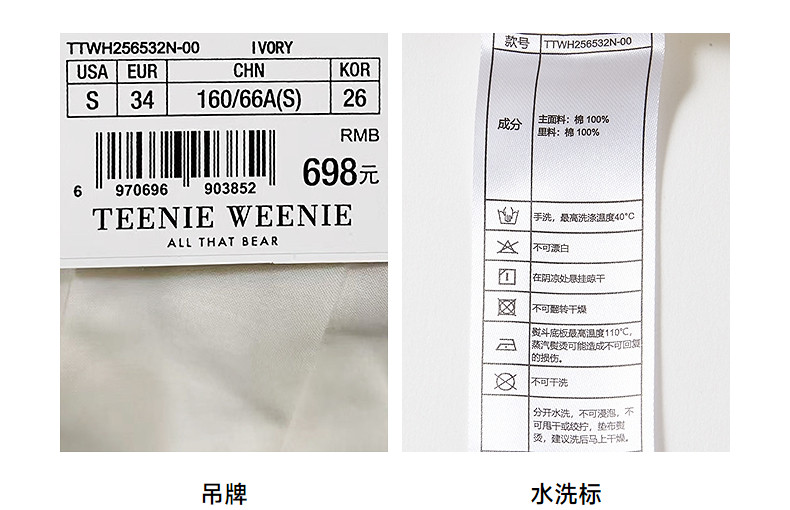 TTWH256532N-00 IVORY
USA EUR CHN KOR
S 34 160/66A(S) 26
RMB
698元
6 970696 903852
TEENIE WEENIE
ALL THAT BEAR
款号 TTWH256532N-00
成分
主面料：棉 100%
里料：棉 100%
手洗，最高洗涤温度40°C
不可漂白
在阴凉处悬挂晾干
不可翻转干燥
熨斗底板最高温度110°C，
蒸汽熨烫可能造成不可回复
的损伤。
不可干洗
分开水洗，不可浸泡，不
可甩干或绞拧，垫布熨
烫，建议洗后马上干燥。
吊牌
水洗标